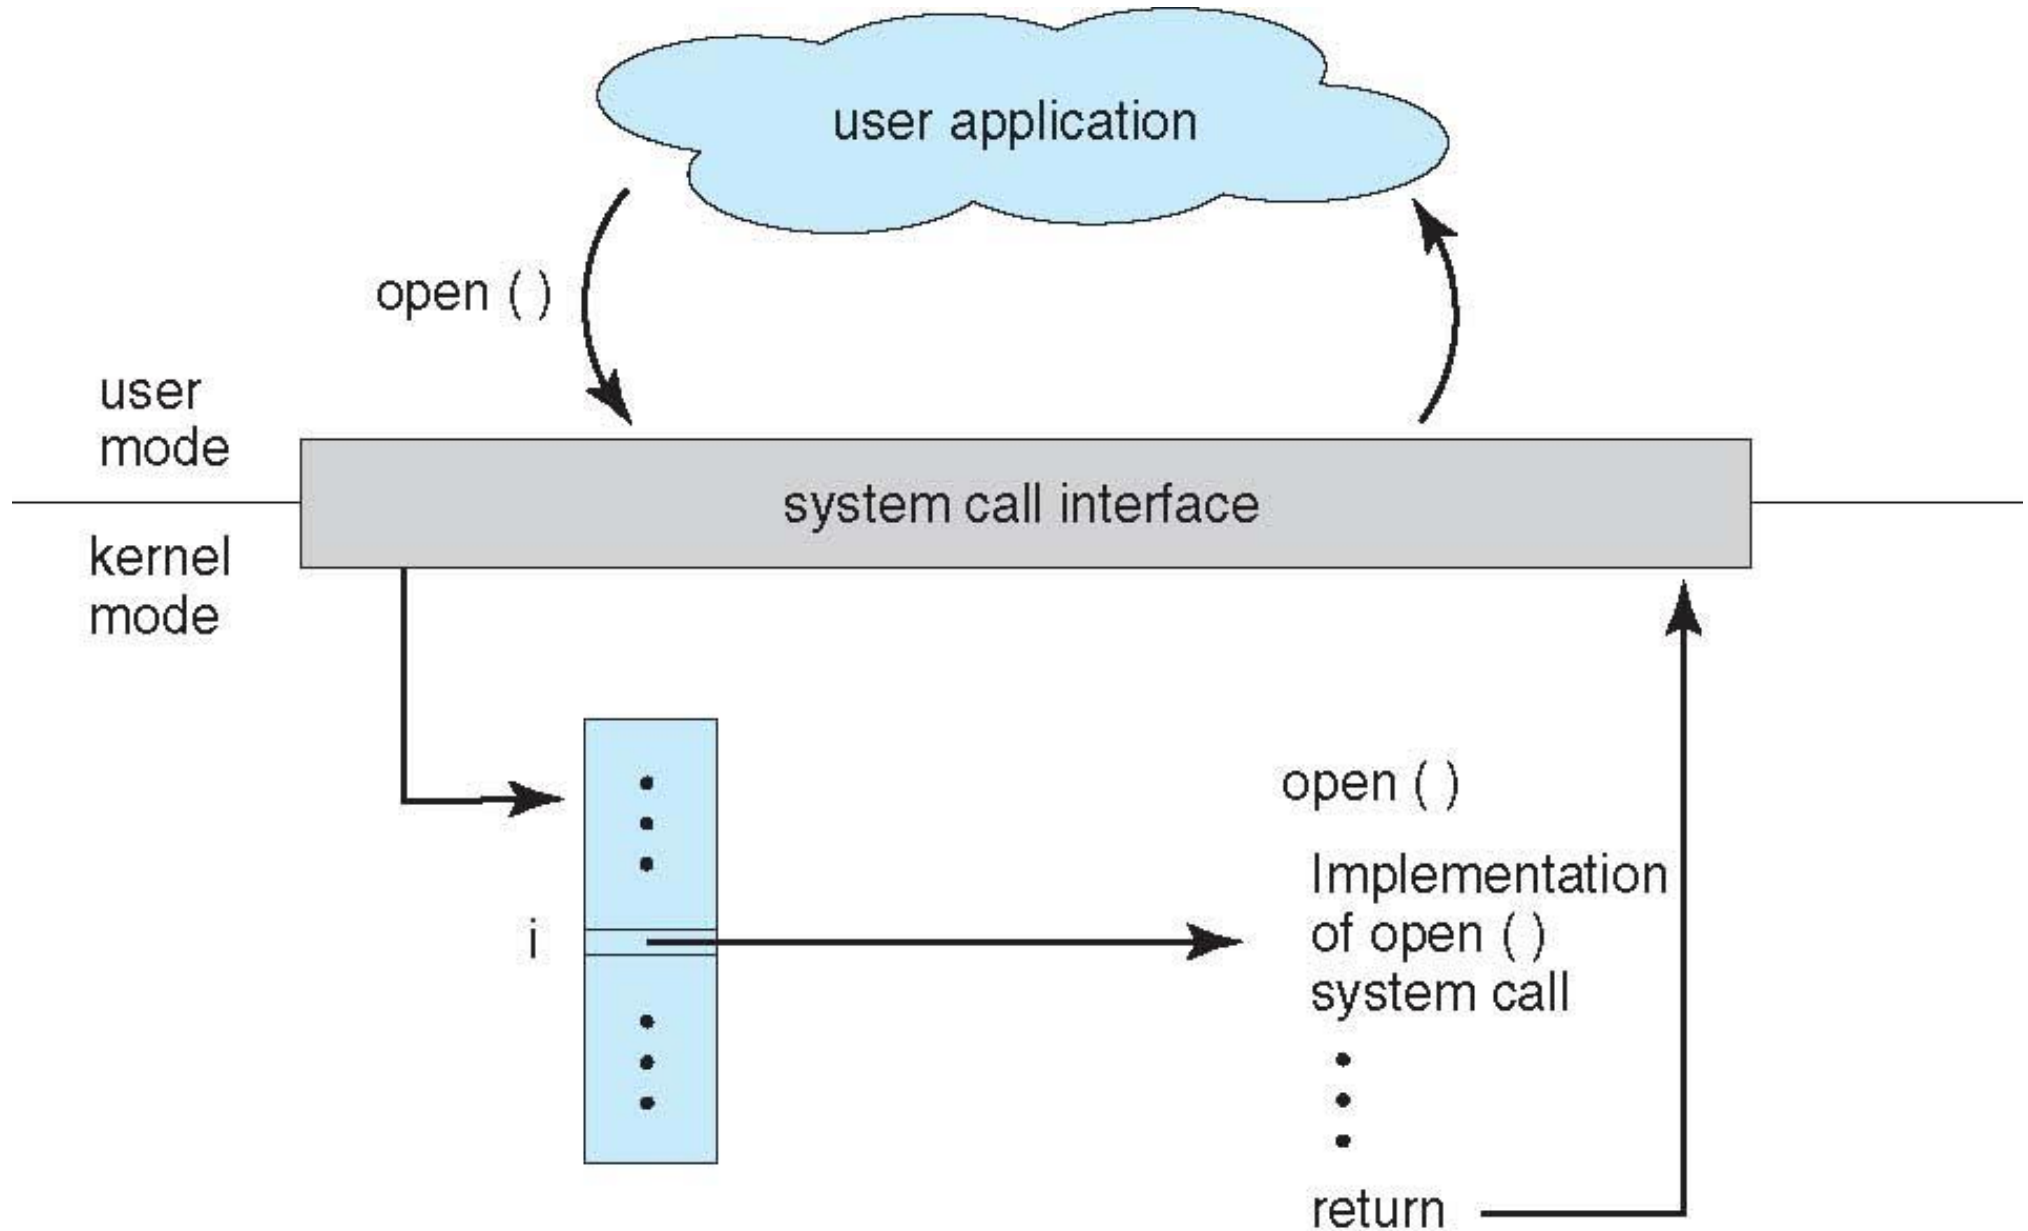 user application
open ( )
user
mode
system call interface
kernel
mode
open ( )
Implementation
of open ( )
system call
i
return